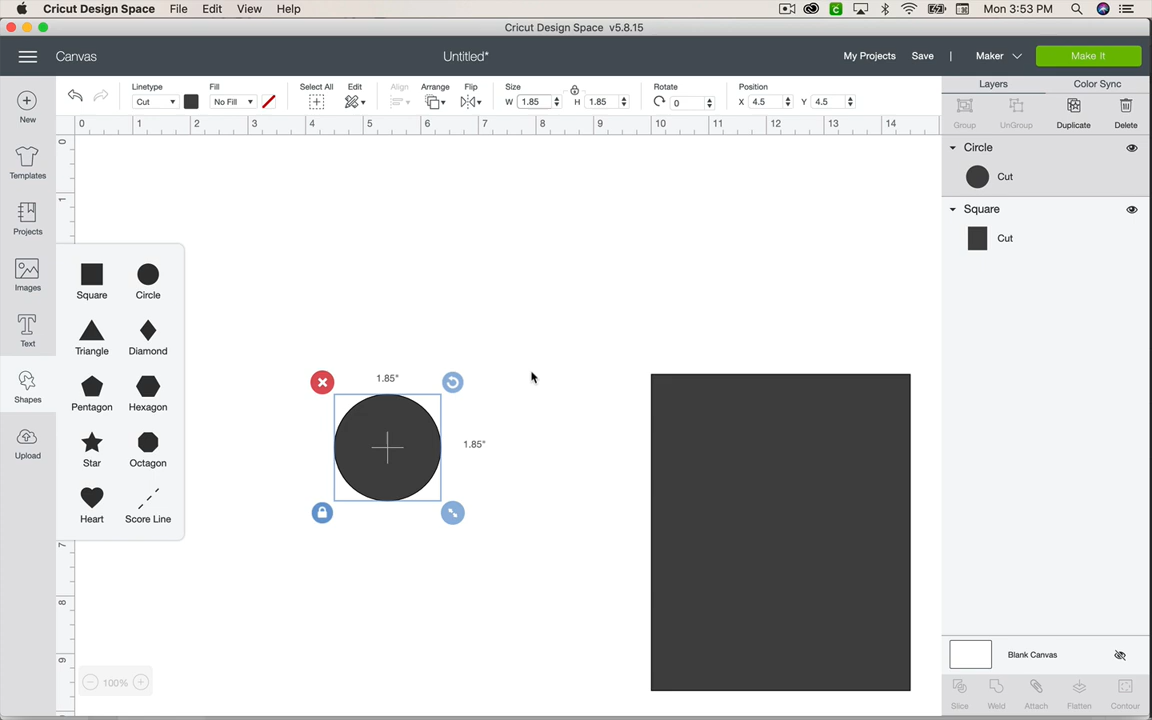 Cricut Design Space File Edit View Help Mon 3:53 PM
Cricut Design Space v5.8.15
Canvas Untitled* My Projects Save | Maker Make It
Linetype Fill Select All Edit Align Arrange Flip Size Rotate Position
Cut No Fill W 1.85 H 1.85 0 X 4.5 Y 4.5
Layers Color Sync
Group UnGroup Duplicate Delete
New
Templates
Projects
Images
Text
Shapes
Upload
0 1 2 3 4 5 6 7 8 9 10 11 12 13 14
0
1
7
8
9
Square Circle
Triangle Diamond
Pentagon Hexagon
Star Octagon
Heart Score Line
1.85"
1.85"
100%
Circle
Cut
Square
Cut
Blank Canvas
Slice Weld Attach Flatten Contour